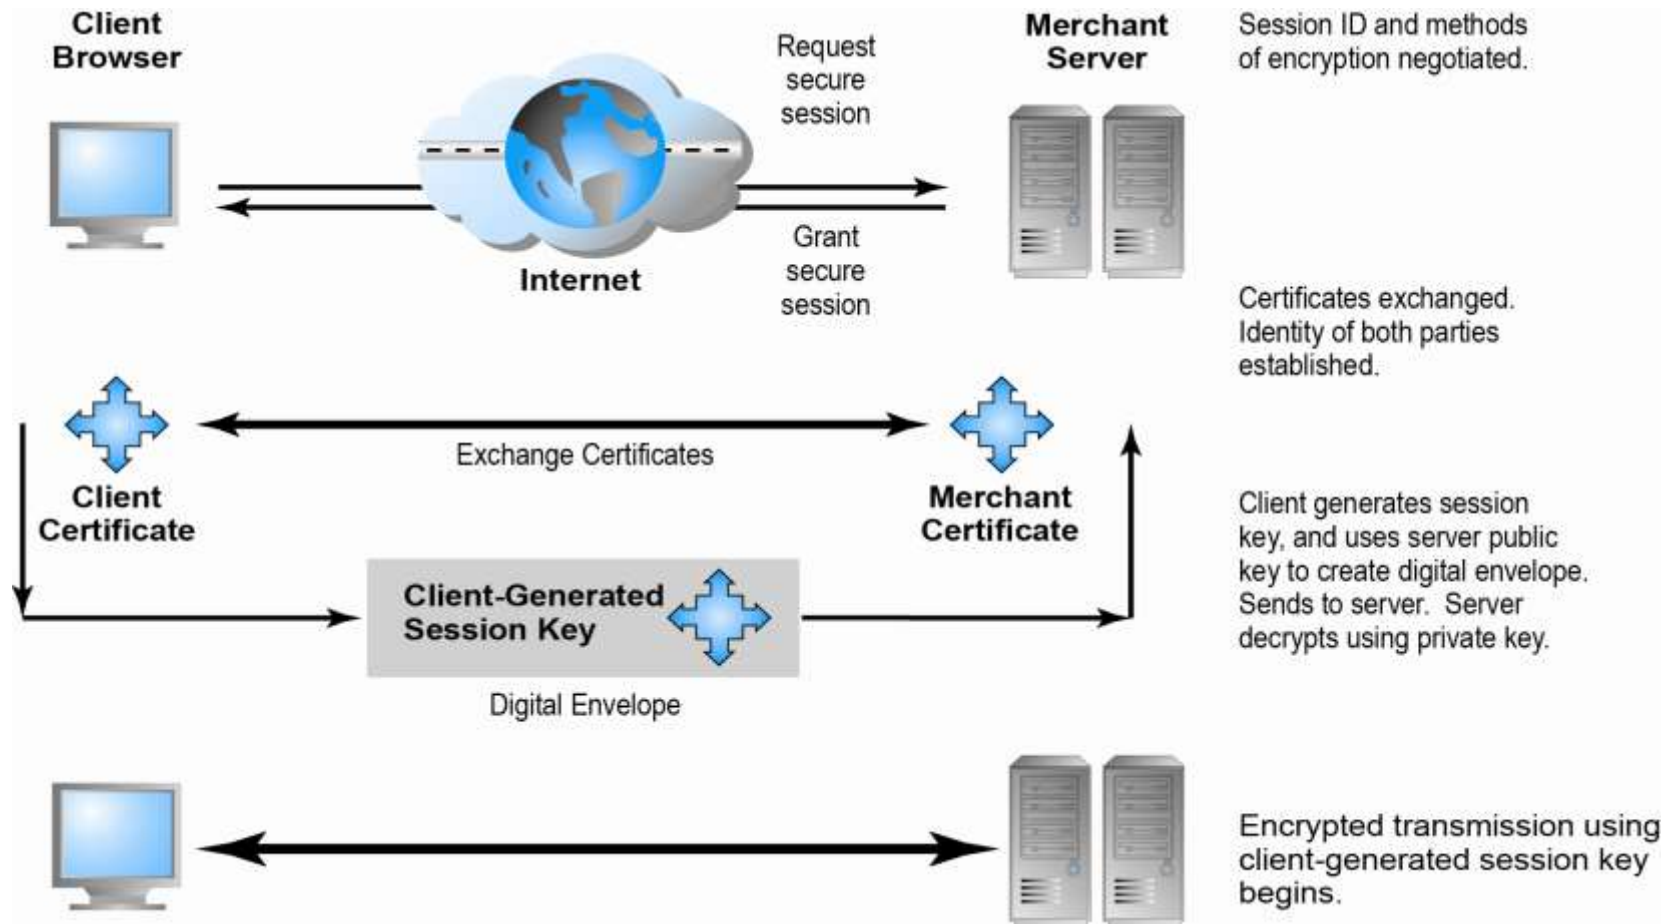 Client
Browser
Request
secure
session
Merchant
Server
Session ID and methods
of encryption negotiated.
Internet
Grant
secure
session
Certificates exchanged.
Identity of both parties
established.
Exchange Certificates
Client
Certificate
Merchant
Certificate
Client generates session
key, and uses server public
key to create digital envelope.
Sends to server. Server
decrypts using private key.
Client-Generated
Session Key
Digital Envelope
Encrypted transmission using
client-generated session key
begins.